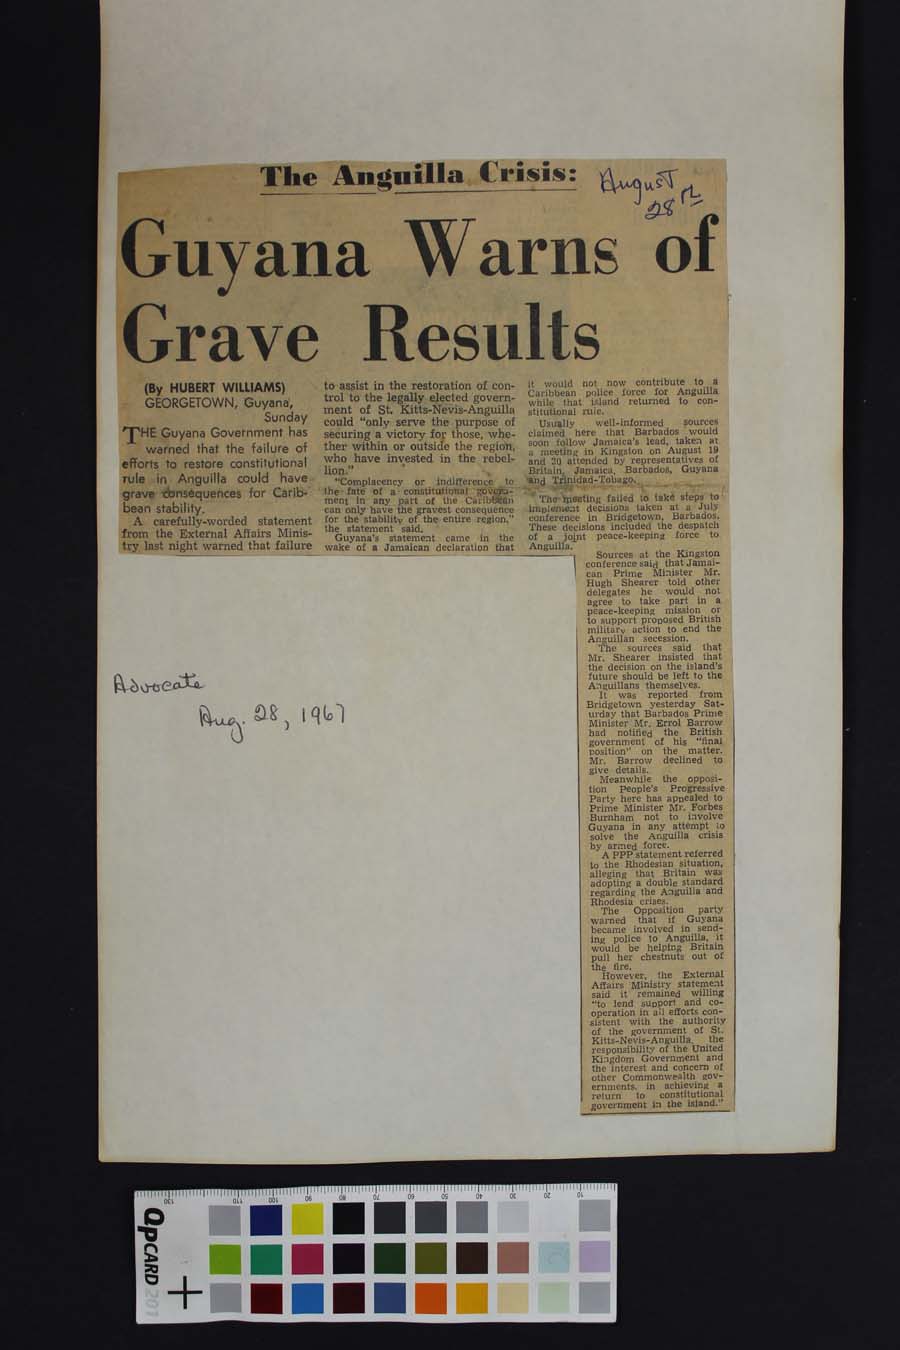 The Anguilla Crisis:
August
28th
Guyana Warns of
Grave Results
(By HUBERT WILLIAMS)
GEORGETOWN, Guyana,
Sunday
THE Guyana Government has
warned that the failure of
efforts to restore constitutional
rule in Anguilla could have
grave consequences for Carib-
bean stability.
A carefully-worded statement
from the External Affairs Minis-
try last night warned that failure
to assist in the restoration of con-
trol to the legally elected govern-
ment of St. Kitts-Nevis-Anguilla
could "only serve the purpose of
securing a victory for those, whe-
ther within or outside the region,
who have invested in the rebel-
lion."
"Complacency or indifference to
the fate of a constitutional govern-
ment in any part of the Caribbean
can only have the gravest consequence
for the stability of the entire region,"
the statement said.
Guyana's statement came in the
wake of a Jamaican declaration that
it would not now contribute to a
Caribbean police force for Anguilla
while that island returned to con-
stitutional rule.
Usually well-informed sources
claimed here that Barbados would
soon follow Jamaica's lead, taken at
a meeting in Kingston on August 19
and 20 attended by representatives of
Britain, Jamaica, Barbados, Guyana
and Trinidad-Tobago.
The meeting failed to take steps to
implement decisions taken at a July
conference in Bridgetown, Barbados.
These decisions included the despatch
of a joint peace-keeping force to
Anguilla.
Sources at the Kingston
conference said that Jamai-
can Prime Minister Mr.
Hugh Shearer told other
delegates he would not
agree to take part in a
peace-keeping mission or
to support proposed British
military action to end the
Anguillan secession.
The sources said that
Mr. Shearer insisted that
the decision on the island's
future should be left to the
Anguillans themselves.
It was reported from
Bridgetown yesterday Sat-
urday that Barbados Prime
Minister Mr. Errol Barrow
had notified the British
government of his "final
position" on the matter.
Mr. Barrow declined to
give details.
Meanwhile the opposi-
tion People's Progressive
Party here has appealed to
Prime Minister Mr. Forbes
Burnham not to involve
Guyana in any attempt to
solve the Anguilla crisis
by armed force.
A PPP statement referred
to the Rhodesian situation,
alleging that Britain was
adopting a double standard
regarding the Anguilla and
Rhodesia crises.
The Opposition party
warned that if Guyana
became involved in send-
ing police to Anguilla, it
would be helping Britain
pull her chestnuts out of
the fire.
However, the External
Affairs Ministry statement
said it remained willing
"to lend support and co-
operation in all efforts con-
sistent with the authority
of the government of St.
Kitts-Nevis-Anguilla, the
responsibility of the United
Kingdom Government and
the interest and concern of
other Commonwealth gov-
ernments, in achieving a
return to constitutional
government in the island."
Advocate
Aug. 28, 1967
130 110 100 90 80 70 60 50 40 30 20 10
QPCARD 201